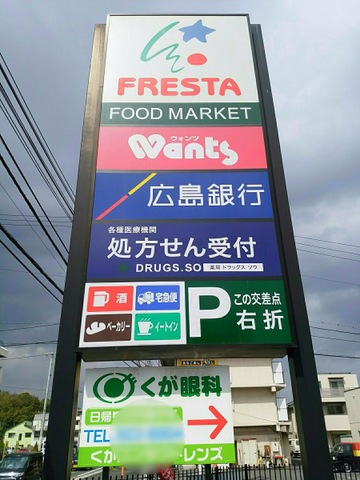 FRESTA
FOOD MARKET
ウォンツ
Wants
広島銀行
各種医療機関
処方せん受付
DRUGS.SO 薬局 ドラッグス ソウ
酒
宅急便
ベーカリー
イートイン
P この交差点
右折
くが眼科
日帰
TEL
くが
レンズ